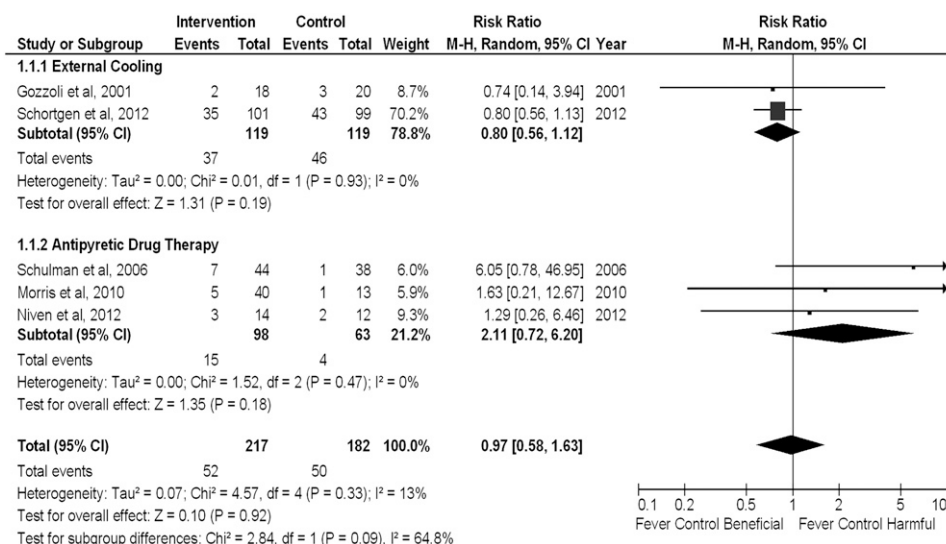 Intervention Control Risk Ratio Risk Ratio
Study or Subgroup Events Total Events Total Weight M-H, Random, 95% CI Year M-H, Random, 95% CI
1.1.1 External Cooling
Gozzoli et al, 2001 2 18 3 20 8.7% 0.74 [0.14, 3.94] 2001
Schortgen et al, 2012 35 101 43 99 70.2% 0.80 [0.56, 1.13] 2012
Subtotal (95% CI) 119 119 78.8% 0.80 [0.56, 1.12]
Total events 37 46
Heterogeneity: Tau² = 0.00; Chi² = 0.01, df = 1 (P = 0.93); I² = 0%
Test for overall effect: Z = 1.31 (P = 0.19)
1.1.2 Antipyretic Drug Therapy
Schulman et al, 2006 7 44 1 38 6.0% 6.05 [0.78, 46.95] 2006
Morris et al, 2010 5 40 1 13 5.9% 1.63 [0.21, 12.67] 2010
Niven et al, 2012 3 14 2 12 9.3% 1.29 [0.26, 6.46] 2012
Subtotal (95% CI) 98 63 21.2% 2.11 [0.72, 6.20]
Total events 15 4
Heterogeneity: Tau² = 0.00; Chi² = 1.52, df = 2 (P = 0.47); I² = 0%
Test for overall effect: Z = 1.35 (P = 0.18)
Total (95% CI) 217 182 100.0% 0.97 [0.58, 1.63]
Total events 52 50
Heterogeneity: Tau² = 0.07; Chi² = 4.57, df = 4 (P = 0.33); I² = 13%
Test for overall effect: Z = 0.10 (P = 0.92)
Test for subgroup differences: Chi² = 2.84, df = 1 (P = 0.09), I² = 64.8%
0.1 0.2 0.5 1 2 5 10
Fever Control Beneficial Fever Control Harmful